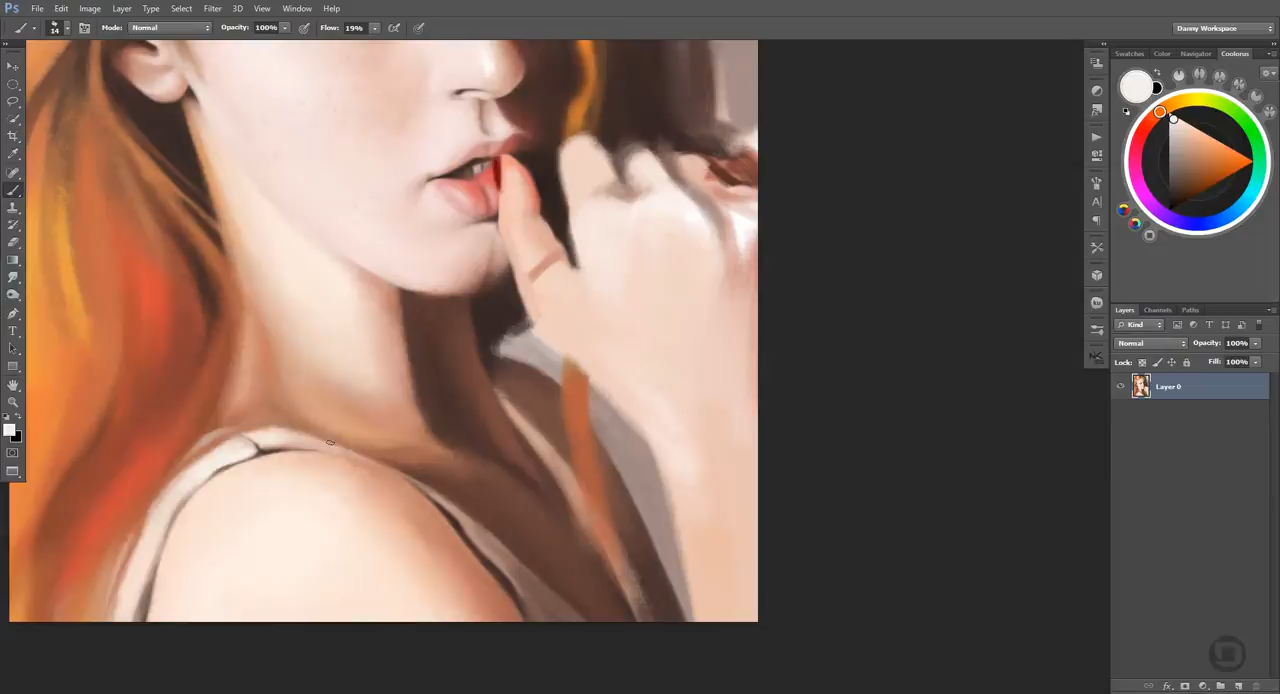 Ps File Edit Image Layer Type Select Filter 3D View Window Help
14 Mode: Normal Opacity: 100% Flow: 19% Danny Workspace
Swatches Color Navigator Coolorus
Layers Channels Paths
Kind
Normal Opacity: 100%
Lock: Fill: 100%
Layer 0